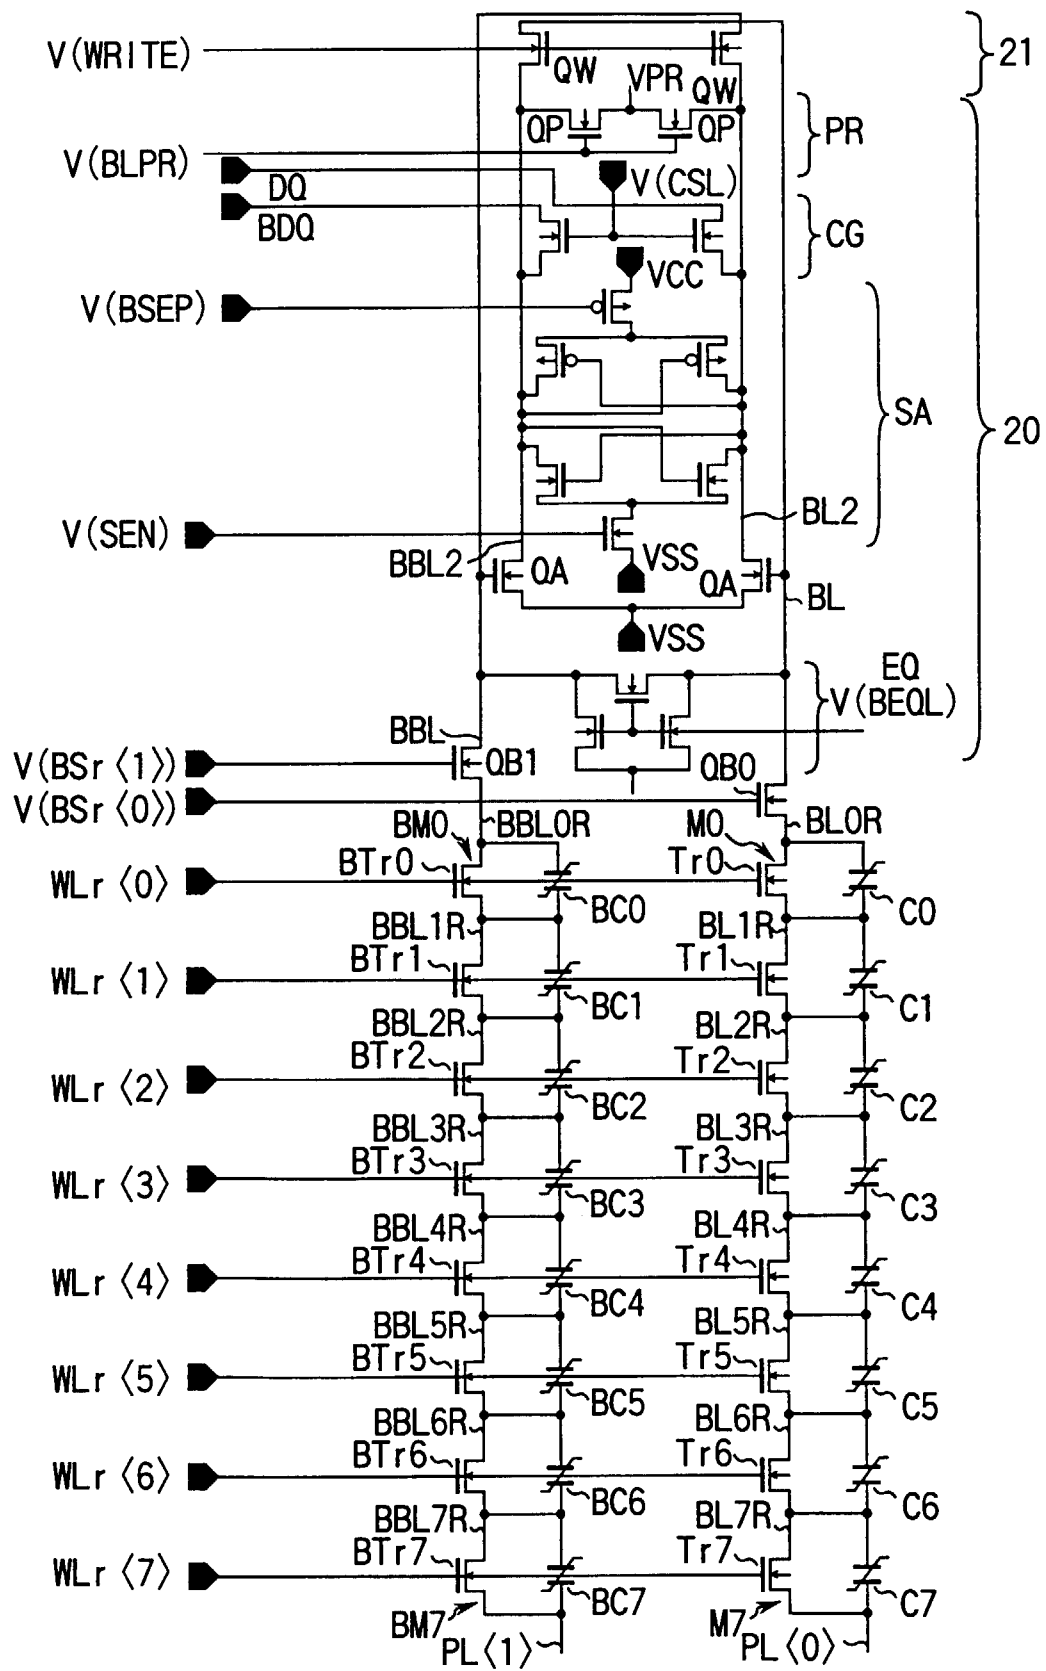 V(WRITE)
21
QW
VPR
QW
QP
QP
PR
V(BLPR)
DQ
V(CSL)
BDQ
CG
VCC
V(BSEP)
SA
20
BL2
V(SEN)
BBL2
QA
VSS
QA
BL
VSS
EQ
V(BEQL)
BBL
V(BSr⟨1⟩)
QB1
QB0
V(BSr⟨0⟩)
BM0
BBL0R
M0
BL0R
BTr0
Tr0
WLr⟨0⟩
BC0
C0
BBL1R
BL1R
BTr1
Tr1
WLr⟨1⟩
BC1
C1
BBL2R
BL2R
BTr2
Tr2
WLr⟨2⟩
BC2
C2
BBL3R
BL3R
BTr3
Tr3
WLr⟨3⟩
BC3
C3
BBL4R
BL4R
BTr4
Tr4
WLr⟨4⟩
BC4
C4
BBL5R
BL5R
BTr5
Tr5
WLr⟨5⟩
BC5
C5
BBL6R
BL6R
BTr6
Tr6
WLr⟨6⟩
BC6
C6
BBL7R
BL7R
BTr7
Tr7
WLr⟨7⟩
BC7
C7
BM7
M7
PL⟨1⟩
PL⟨0⟩